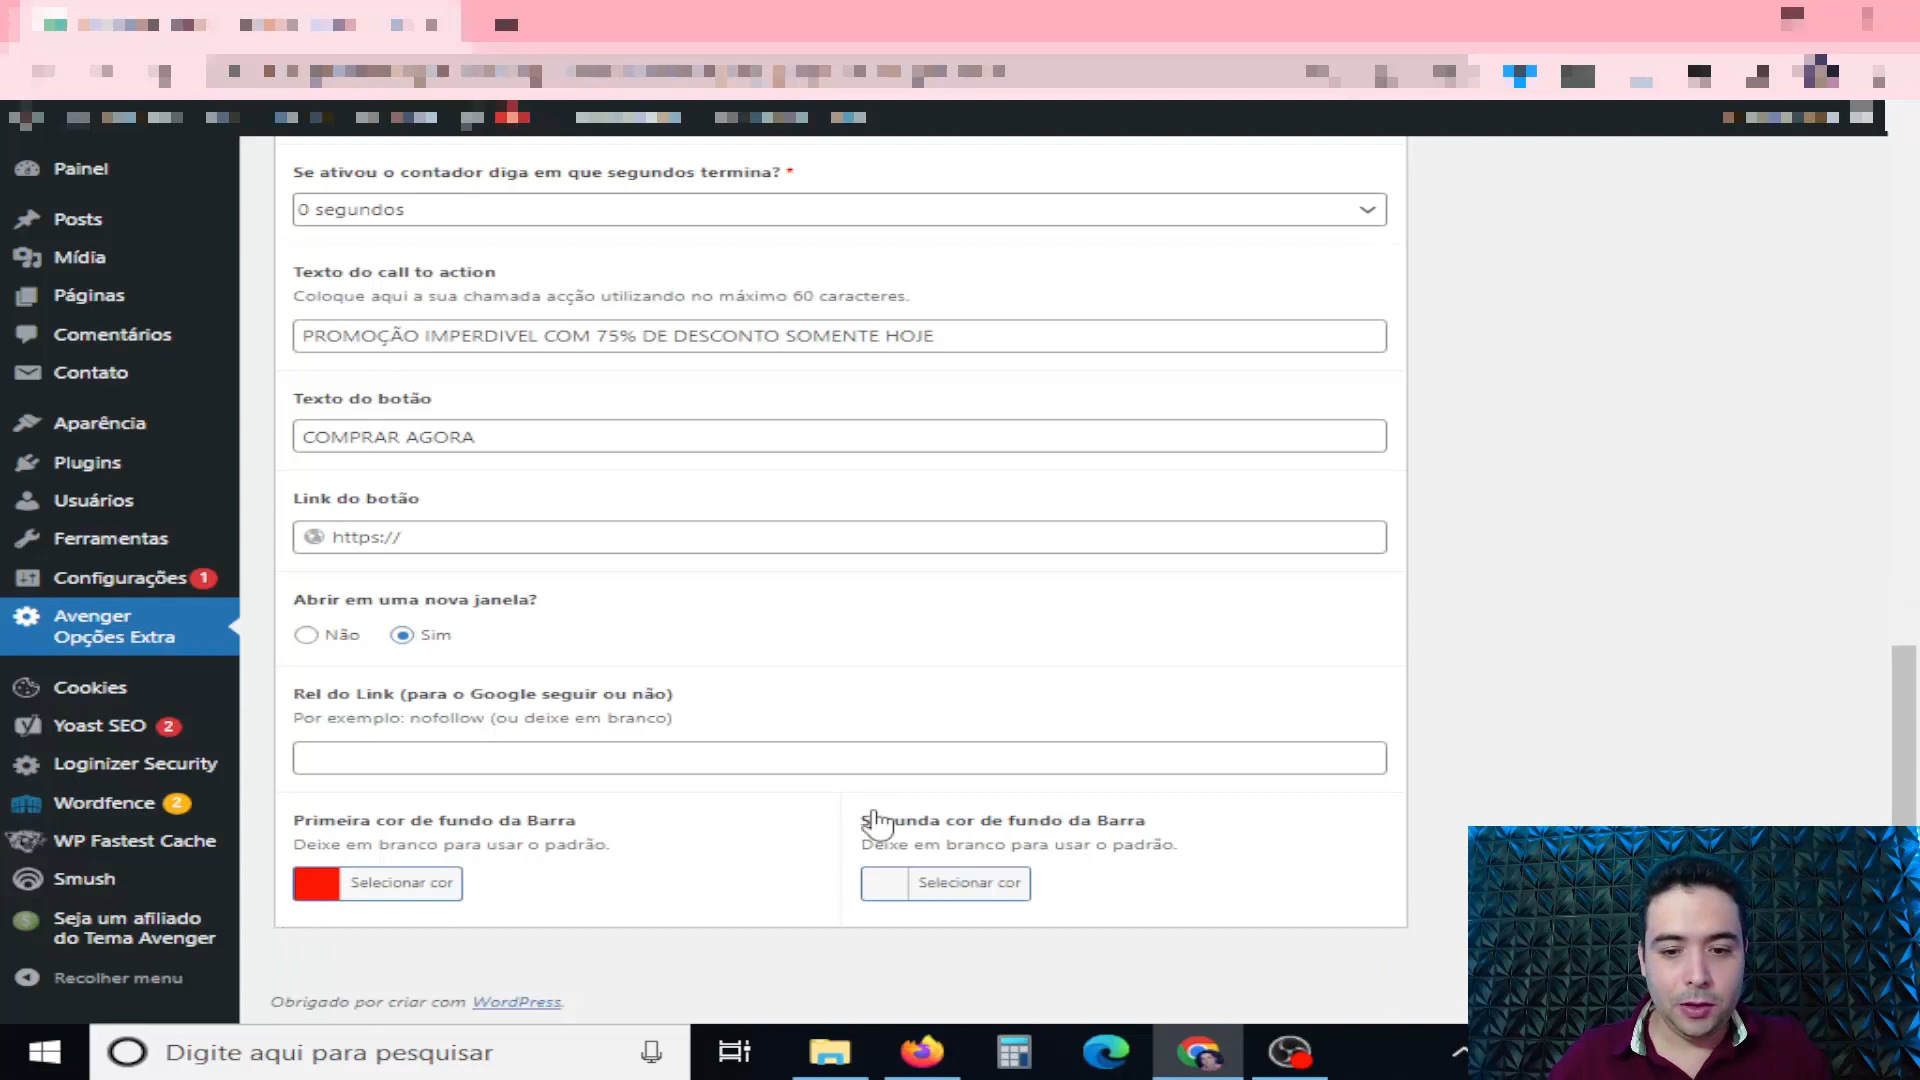 Painel
Posts
Mídia
Páginas
Comentários
Contato
Aparência
Plugins
Usuários
Ferramentas
Configurações 1
Avenger
Opções Extra
Cookies
Yoast SEO 2
Loginizer Security
Wordfence 2
WP Fastest Cache
Smush
Seja um afiliado
do Tema Avenger
Recolher menu
Se ativou o contador diga em que segundos termina? *
0 segundos
Texto do call to action
Coloque aqui a sua chamada acção utilizando no máximo 60 caracteres.
PROMOÇÃO IMPERDIVEL COM 75% DE DESCONTO SOMENTE HOJE
Texto do botão
COMPRAR AGORA
Link do botão
https://
Abrir em uma nova janela?
Não Sim
Rel do Link (para o Google seguir ou não)
Por exemplo: nofollow (ou deixe em branco)
Primeira cor de fundo da Barra
Deixe em branco para usar o padrão.
Selecionar cor
Segunda cor de fundo da Barra
Deixe em branco para usar o padrão.
Selecionar cor
Obrigado por criar com WordPress.
Digite aqui para pesquisar